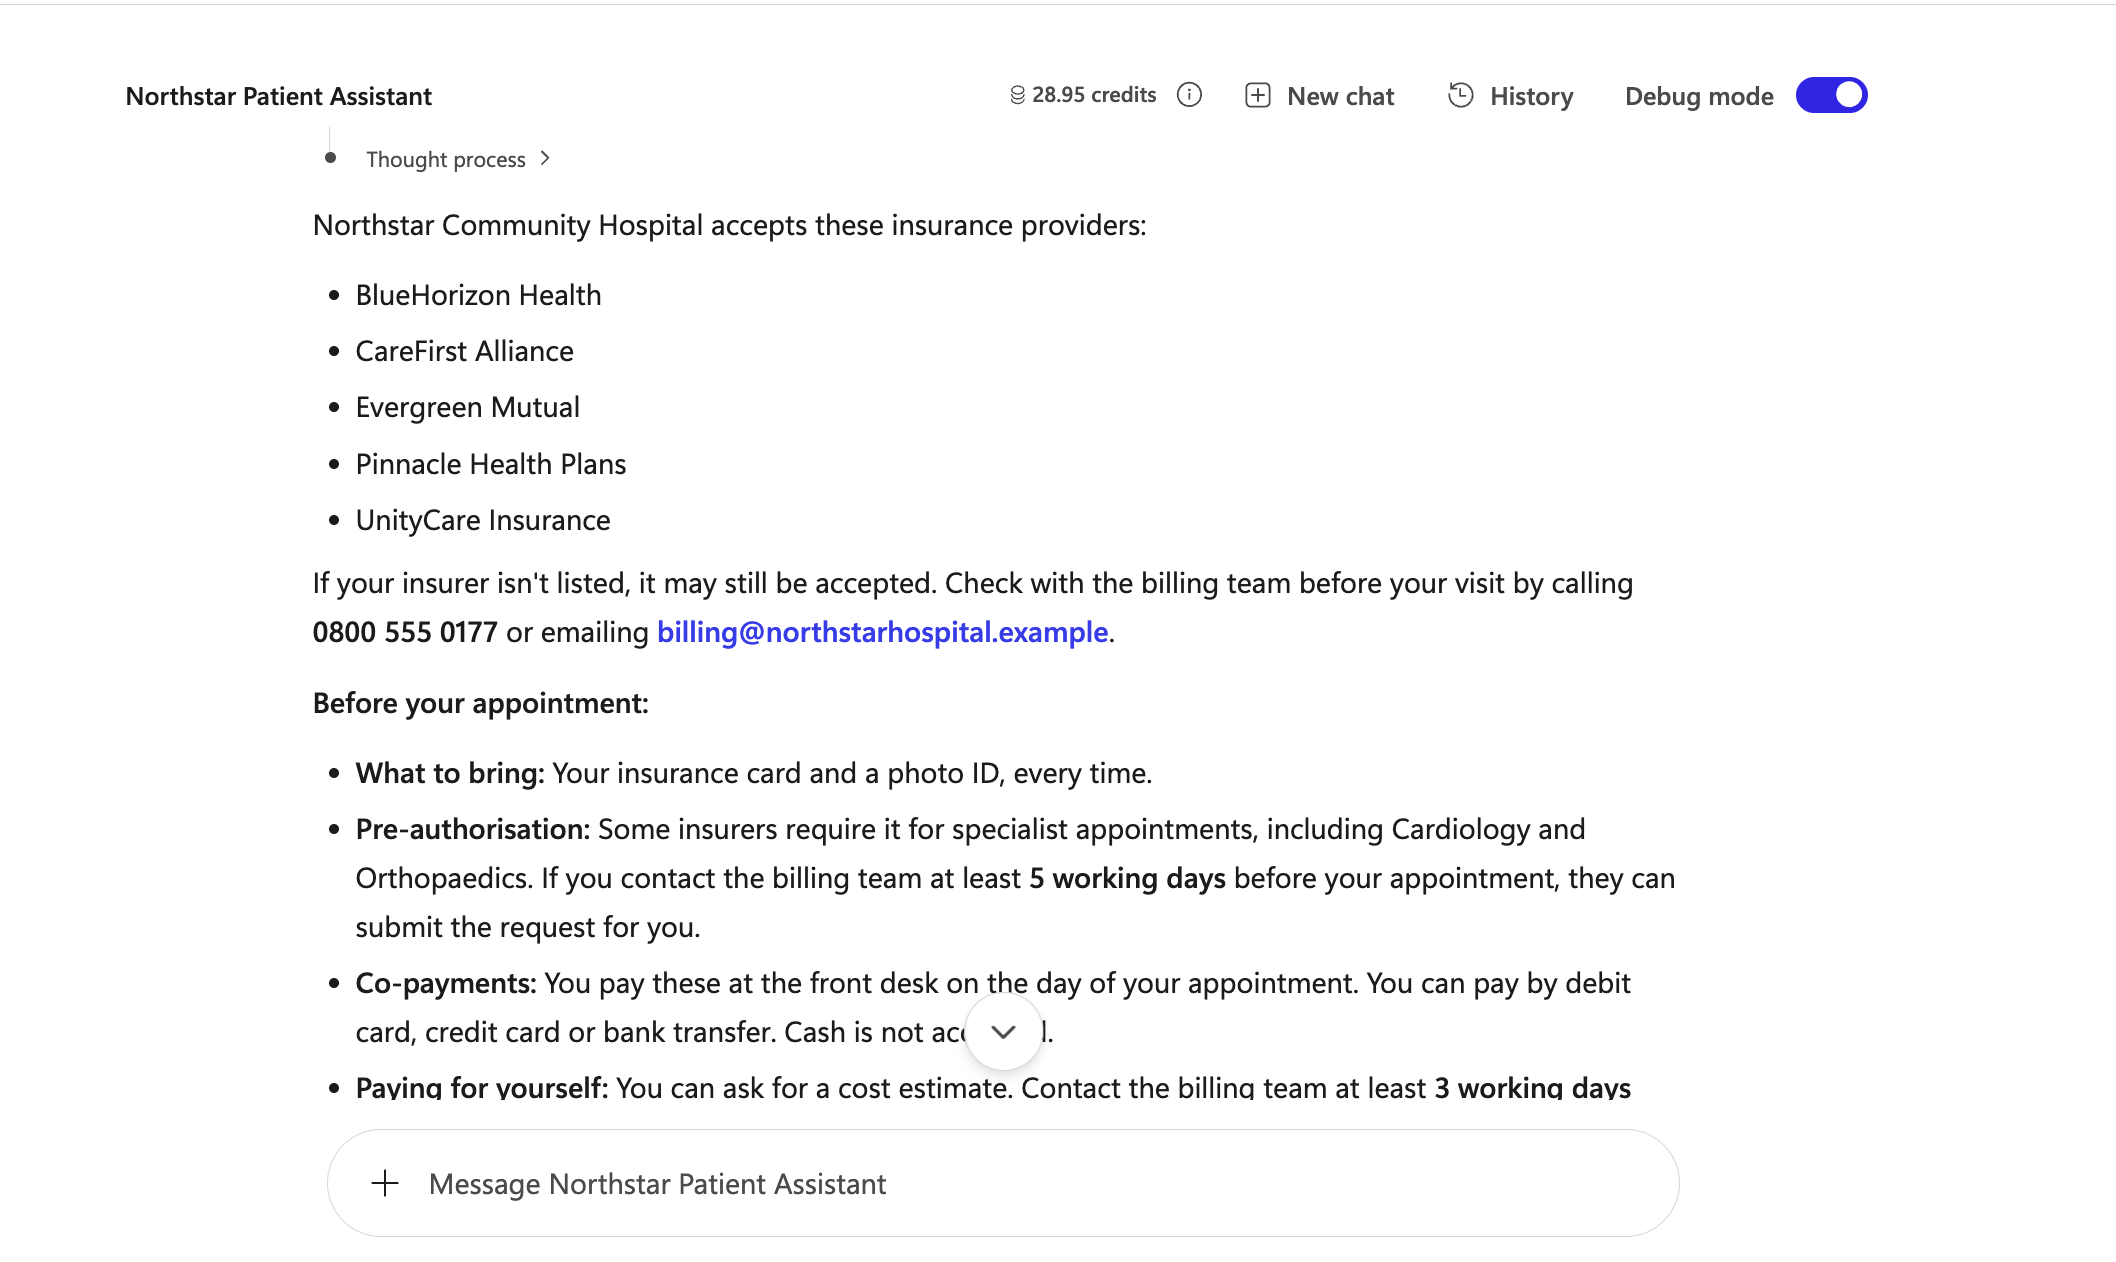 Northstar Patient Assistant
28.95 credits
New chat
History
Debug mode
Thought process
Northstar Community Hospital accepts these insurance providers:
• BlueHorizon Health
• CareFirst Alliance
• Evergreen Mutual
• Pinnacle Health Plans
• UnityCare Insurance
If your insurer isn't listed, it may still be accepted. Check with the billing team before your visit by calling
0800 555 0177 or emailing billing@northstarhospital.example.
Before your appointment:
• What to bring: Your insurance card and a photo ID, every time.
• Pre-authorisation: Some insurers require it for specialist appointments, including Cardiology and
Orthopaedics. If you contact the billing team at least 5 working days before your appointment, they can
submit the request for you.
• Co-payments: You pay these at the front desk on the day of your appointment. You can pay by debit
card, credit card or bank transfer. Cash is not
• Paying for yourself: You can ask for a cost estimate. Contact the billing team at least 3 working days
Message Northstar Patient Assistant